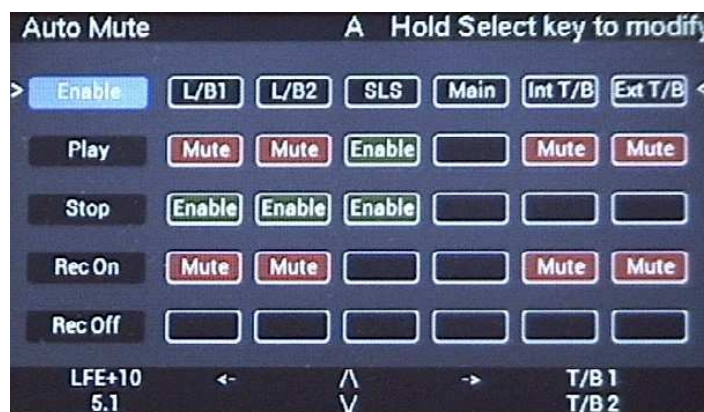 Auto Mute A Hold Select key to modify
> Enable L/B1 L/B2 SLS Main Int T/B Ext T/B <
Play Mute Mute Enable Mute Mute
Stop Enable Enable Enable
Rec On Mute Mute Mute Mute
Rec Off
LFE+10 <- /\ -> T/B 1
5.1 \/ T/B 2